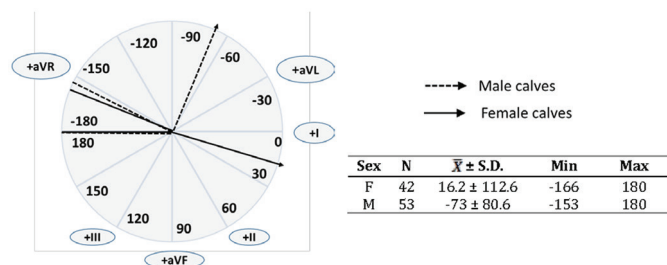 -90
-120
-60
+aVR
-150
+aVL
-30
-180
+I
180
0
30
150
60
120
90
+III
+II
+aVF
Male calves
Female calves
Sex N X̄ ± S.D. Min Max
F 42 16.2 ± 112.6 -166 180
M 53 -73 ± 80.6 -153 180